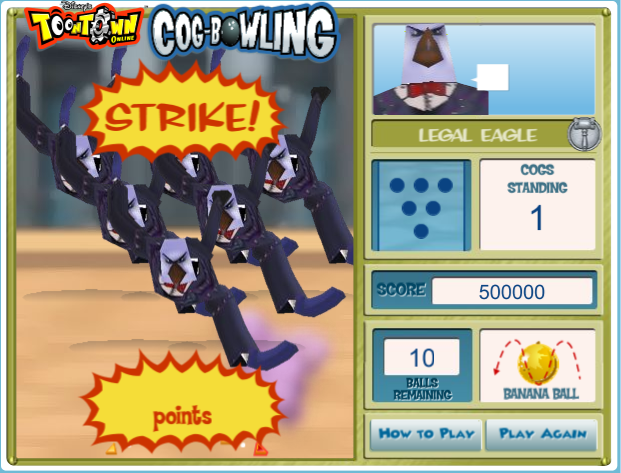 Disney's
TOONTOWN
ONLINE
COG-BOWLING
STRIKE!
LEGAL EAGLE
COGS
STANDING
1
SCORE
500000
10
BALLS
REMAINING
BANANA BALL
points
HOW TO PLAY
PLAY AGAIN